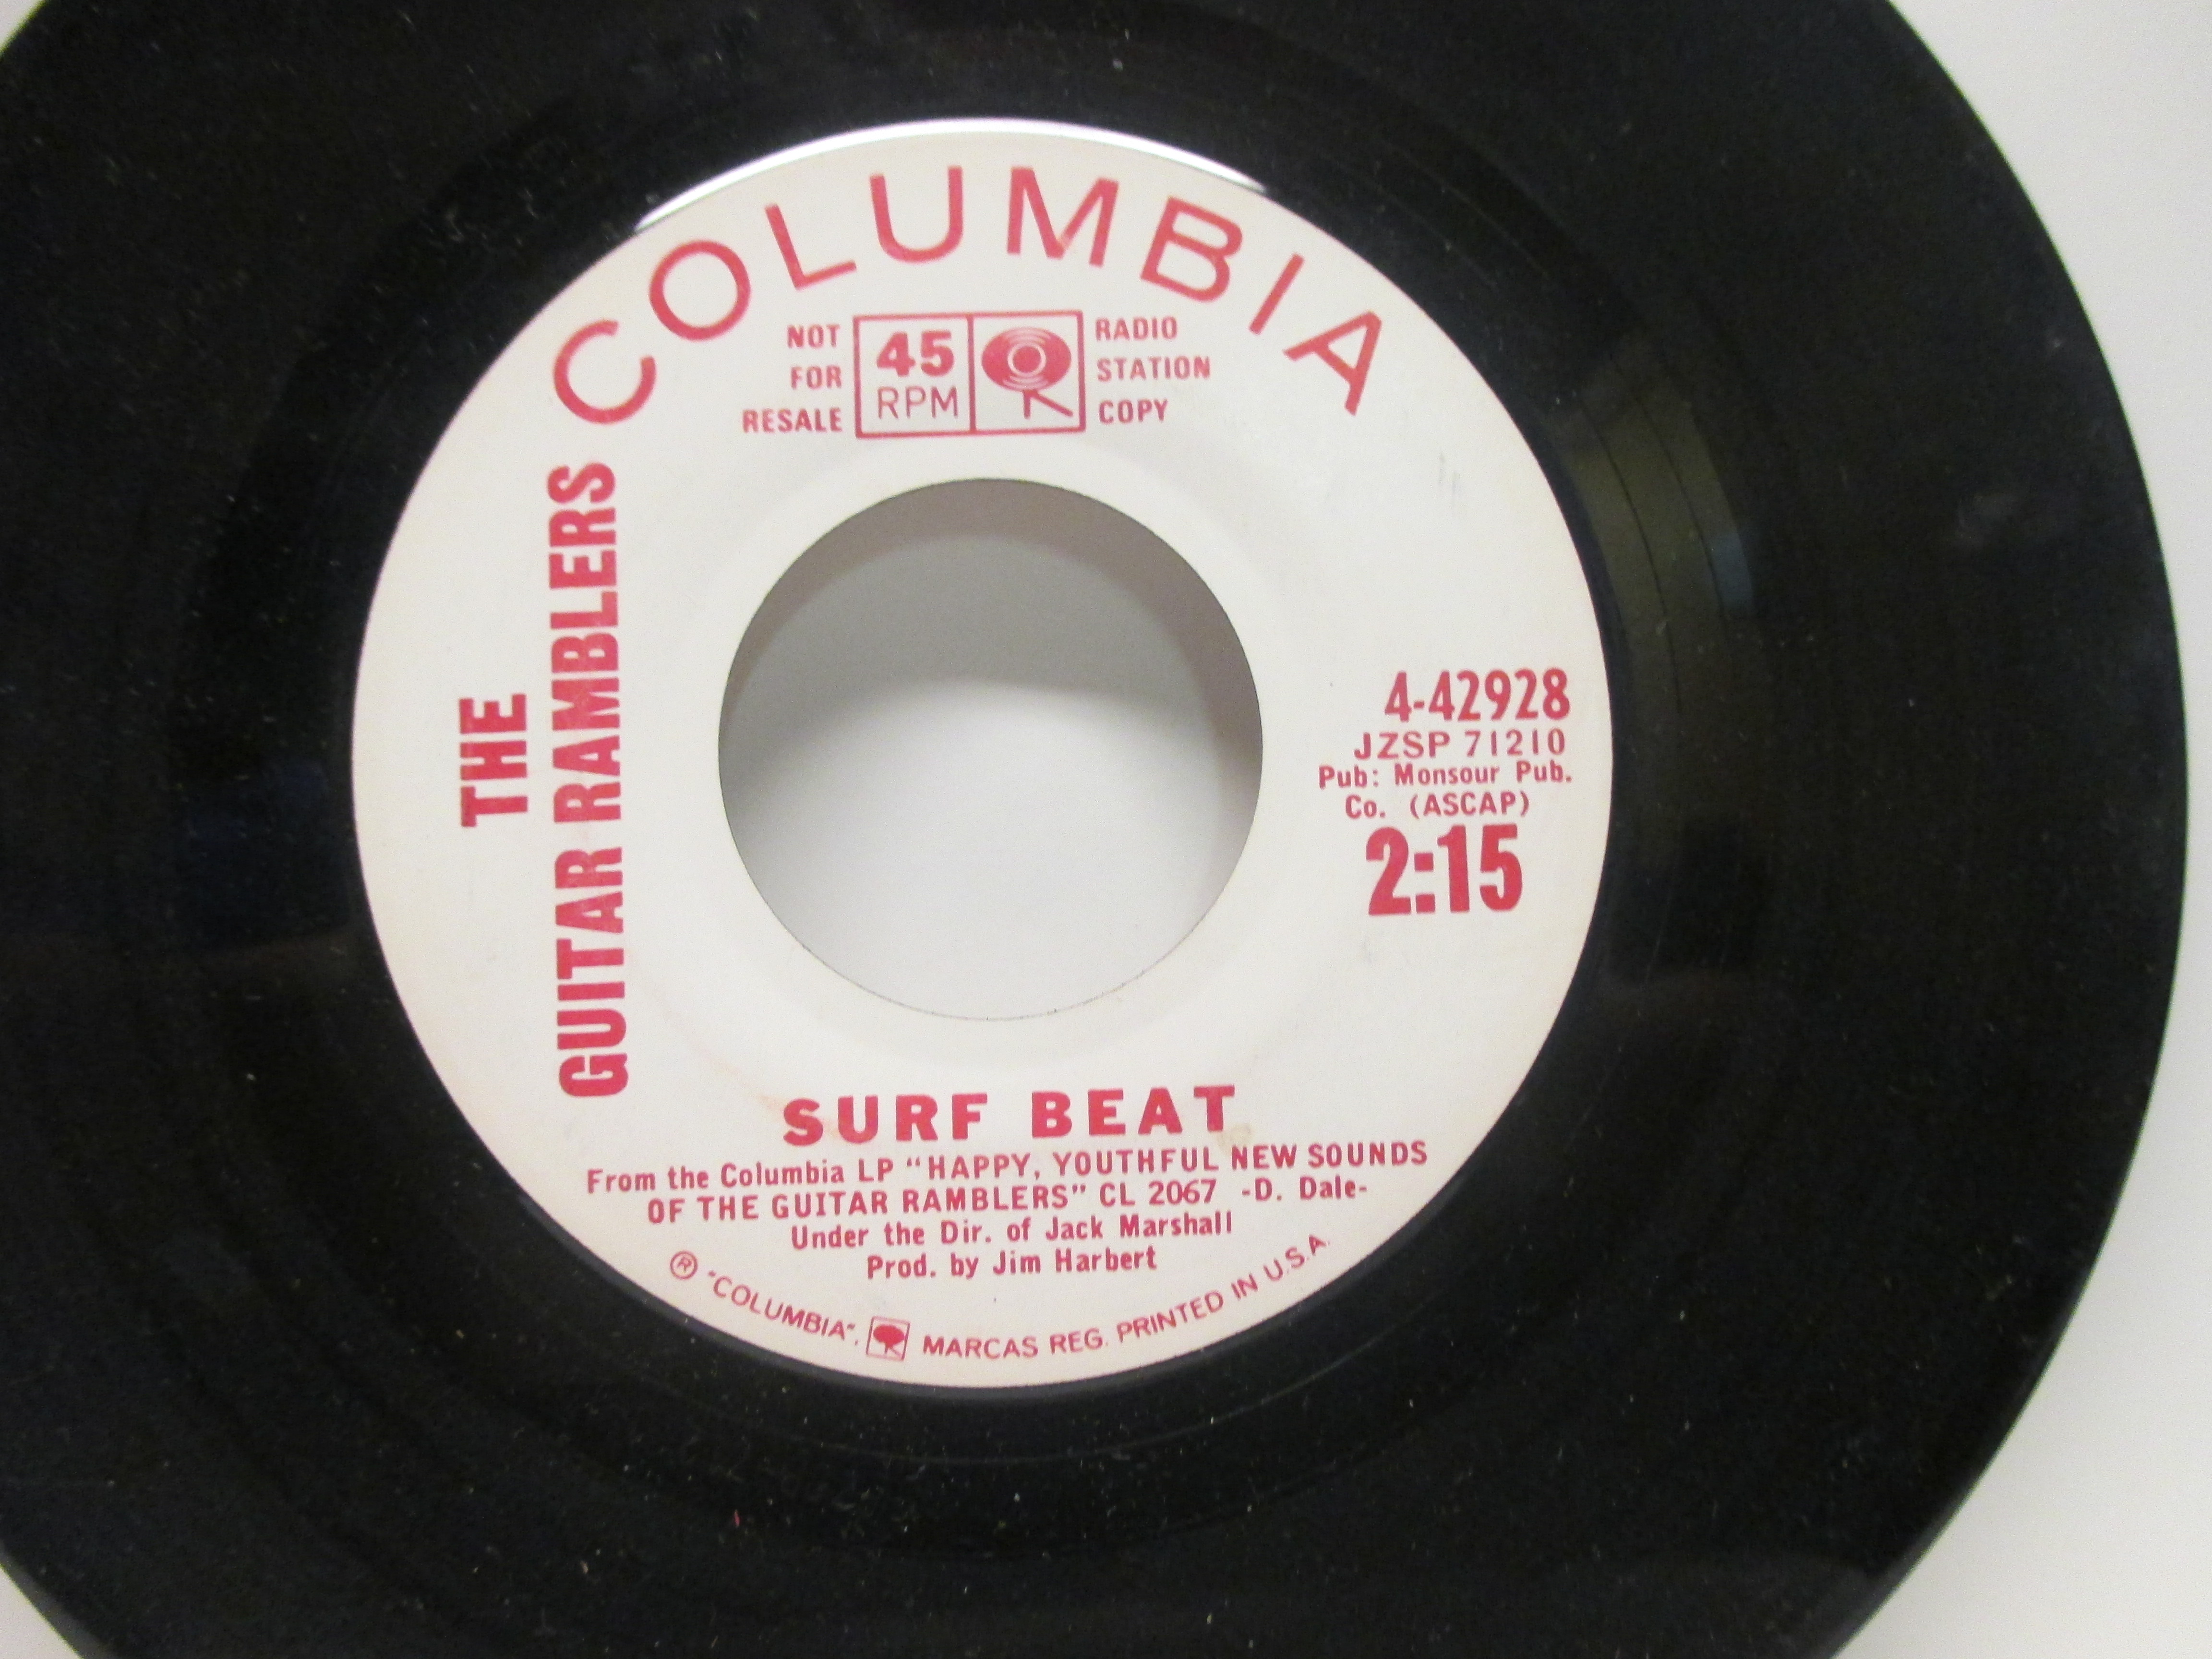 COLUMBIA
NOT
FOR
RESALE
45
RPM
RADIO
STATION
COPY
THE
GUITAR RAMBLERS
4-42928
JZSP 71210
Pub: Monsour Pub.
Co. (ASCAP)
2:15
SURF BEAT
From the Columbia LP "HAPPY, YOUTHFUL NEW SOUNDS
OF THE GUITAR RAMBLERS" CL 2067 -D. Dale-
Under the Dir. of Jack Marshall
Prod. by Jim Harbert
® "COLUMBIA", MARCAS REG. PRINTED IN U.S.A.